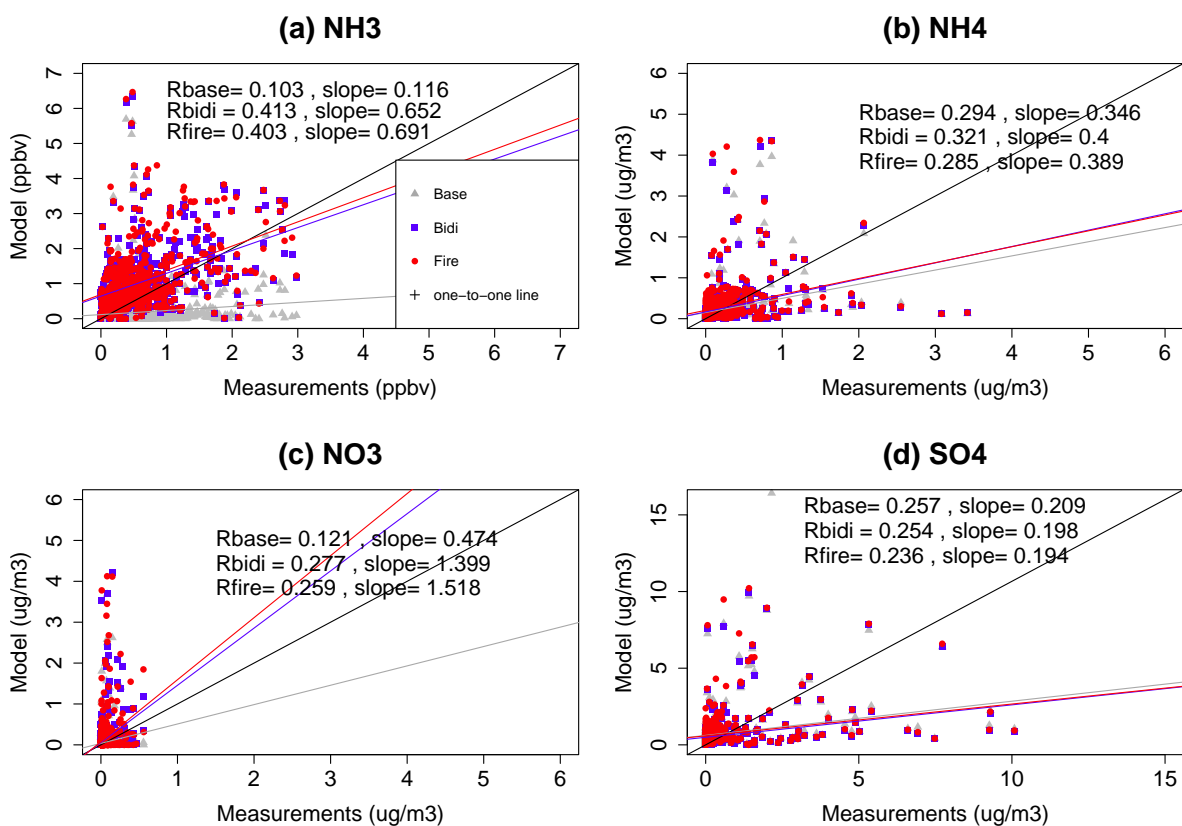 (a) NH3
Rbase= 0.103 , slope= 0.116
Rbidi = 0.413 , slope= 0.652
Rfire= 0.403 , slope= 0.691
Base
Bidi
Fire
one−to−one line
Model (ppbv)
0
1
2
3
4
5
6
7
0 1 2 3 4 5 6 7
Measurements (ppbv)
(b) NH4
Rbase= 0.294 , slope= 0.346
Rbidi = 0.321 , slope= 0.4
Rfire= 0.285 , slope= 0.389
Model (ug/m3)
0
1
2
3
4
5
6
0 1 2 3 4 5 6
Measurements (ug/m3)
(c) NO3
Rbase= 0.121 , slope= 0.474
Rbidi = 0.277 , slope= 1.399
Rfire= 0.259 , slope= 1.518
Model (ug/m3)
0
1
2
3
4
5
6
0 1 2 3 4 5 6
Measurements (ug/m3)
(d) SO4
Rbase= 0.257 , slope= 0.209
Rbidi = 0.254 , slope= 0.198
Rfire= 0.236 , slope= 0.194
Model (ug/m3)
0
5
10
15
0 5 10 15
Measurements (ug/m3)